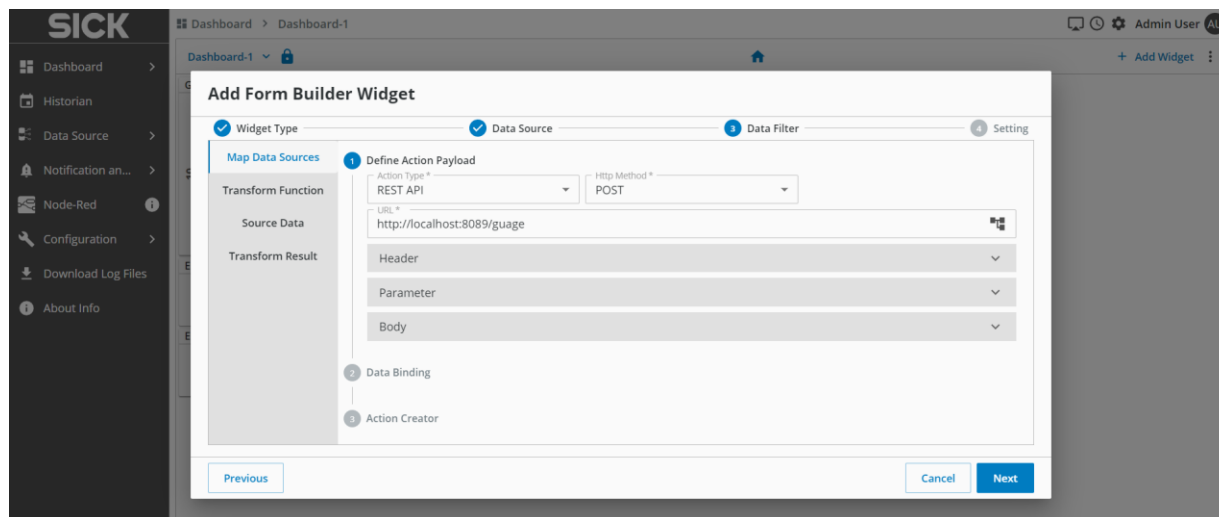 SICK
Dashboard > Dashboard-1
Admin User
Dashboard
Dashboard-1
+ Add Widget
Historian
Data Source
Notification an...
Node-Red
Configuration
Download Log Files
About Info
Add Form Builder Widget
Widget Type
Data Source
3 Data Filter
4 Setting
Map Data Sources
Transform Function
Source Data
Transform Result
1 Define Action Payload
Action Type *
REST API
Http Method *
POST
URL *
http://localhost:8089/guage
Header
Parameter
Body
2 Data Binding
3 Action Creator
Previous
Cancel
Next